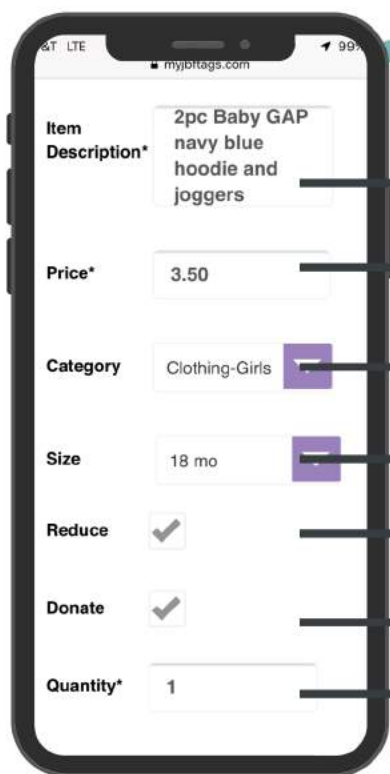 &T LTE 99%
myjbftags.com
Item
Description*
2pc Baby GAP
navy blue
hoodie and
joggers
Price* 3.50
Category Clothing-Girls
Size 18 mo
Reduce
Donate
Quantity* 1